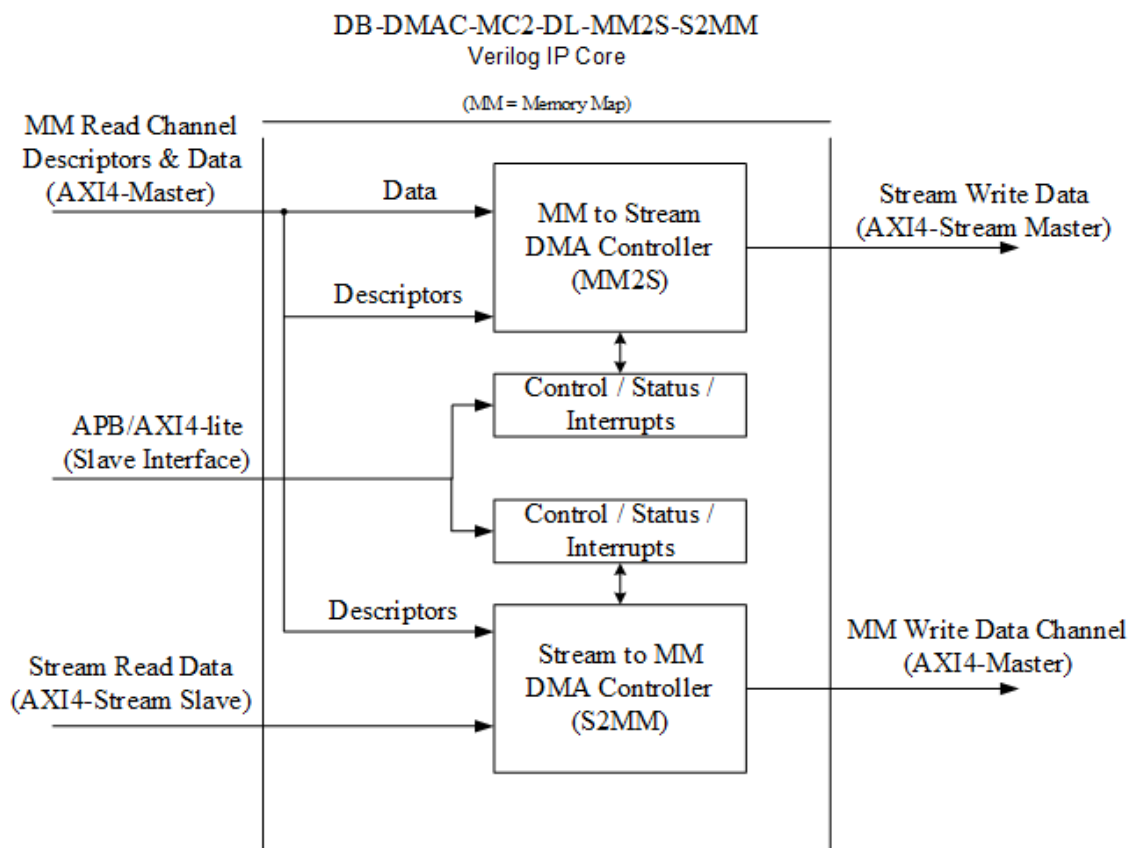 DB-DMAC-MC2-DL-MM2S-S2MM
Verilog IP Core
(MM = Memory Map)
MM Read Channel
Descriptors & Data
(AXI4-Master)
Data
Descriptors
MM to Stream
DMA Controller
(MM2S)
Stream Write Data
(AXI4-Stream Master)
Control / Status /
Interrupts
APB/AXI4-lite
(Slave Interface)
Control / Status /
Interrupts
Descriptors
Stream Read Data
(AXI4-Stream Slave)
Stream to MM
DMA Controller
(S2MM)
MM Write Data Channel
(AXI4-Master)